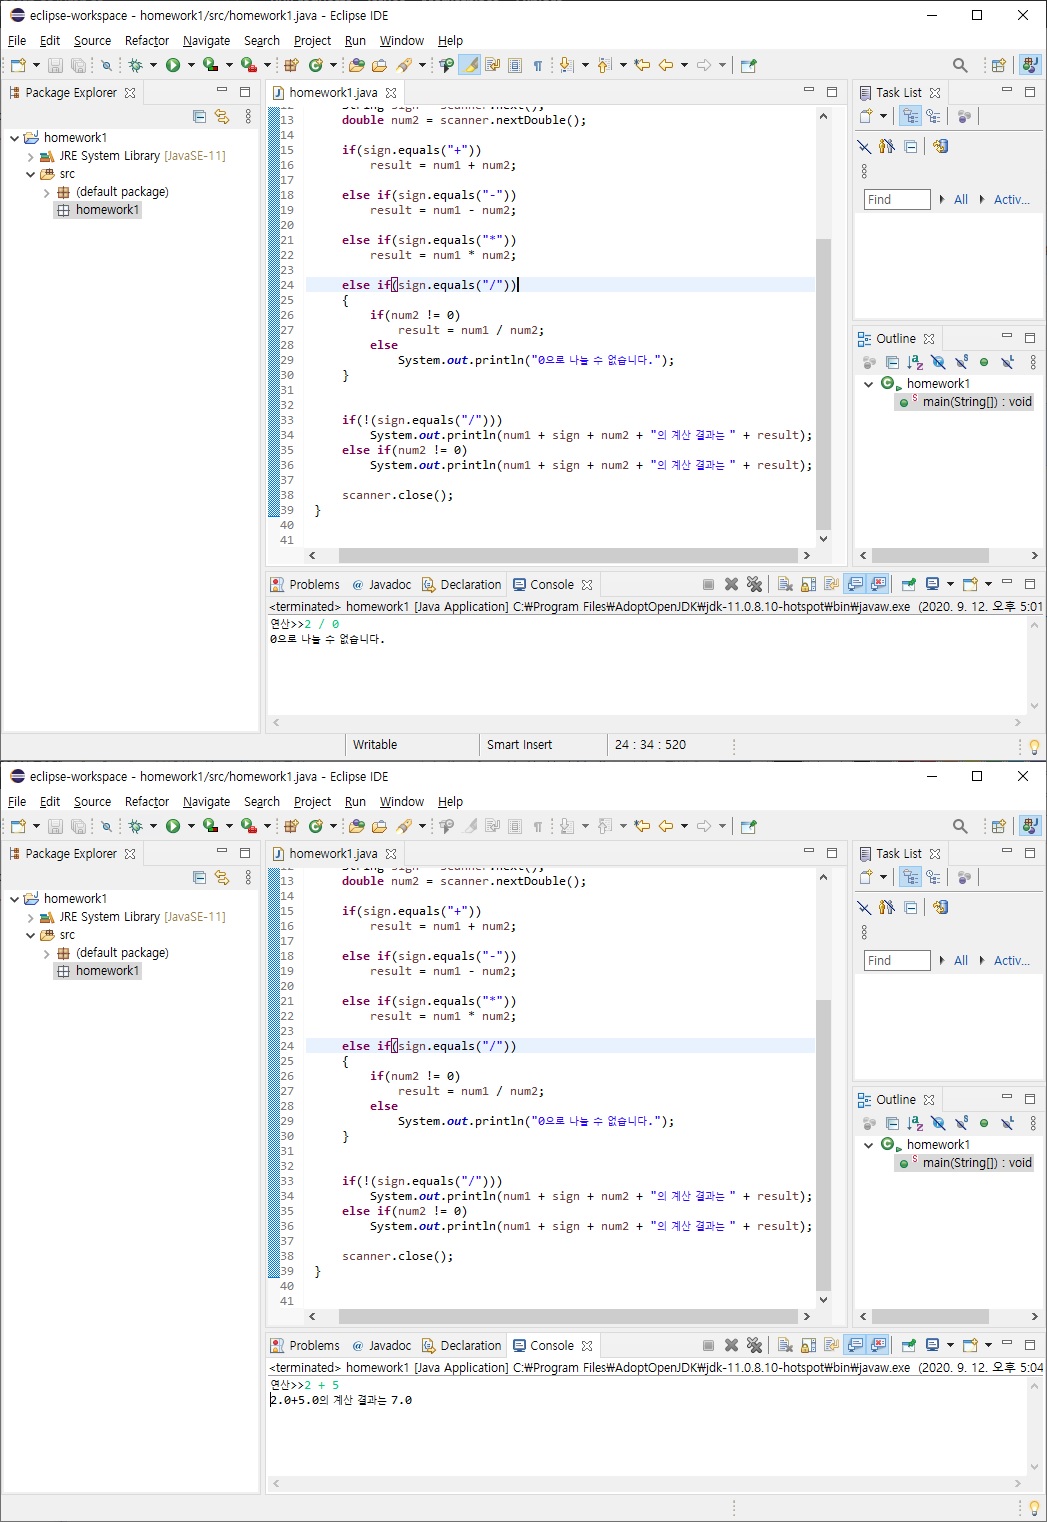 eclipse-workspace - homework1/src/homework1.java - Eclipse IDE
File Edit Source Refactor Navigate Search Project Run Window Help
Package Explorer
homework1
JRE System Library [JavaSE-11]
src
(default package)
homework1
homework1.java
13 double num2 = scanner.nextDouble();
14
15 if(sign.equals("+"))
16 result = num1 + num2;
17
18 else if(sign.equals("-"))
19 result = num1 - num2;
20
21 else if(sign.equals("*"))
22 result = num1 * num2;
23
24 else if(sign.equals("/"))
25 {
26 if(num2 != 0)
27 result = num1 / num2;
28 else
29 System.out.println("0으로 나눌 수 없습니다.");
30 }
31
32
33 if(!(sign.equals("/")))
34 System.out.println(num1 + sign + num2 + "의 계산 결과는 " + result);
35 else if(num2 != 0)
36 System.out.println(num1 + sign + num2 + "의 계산 결과는 " + result);
37
38 scanner.close();
39 }
40
41
Task List
Find All Activ...
Outline
homework1
main(String[]) : void
Problems @ Javadoc Declaration Console
<terminated> homework1 [Java Application] C:₩Program Files₩AdoptOpenJDK₩jdk-11.0.8.10-hotspot₩bin₩javaw.exe (2020. 9. 12. 오후 5:01
연산>>2 / 0
0으로 나눌 수 없습니다.
Writable Smart Insert 24 : 34 : 520
eclipse-workspace - homework1/src/homework1.java - Eclipse IDE
File Edit Source Refactor Navigate Search Project Run Window Help
Package Explorer
homework1
JRE System Library [JavaSE-11]
src
(default package)
homework1
homework1.java
13 double num2 = scanner.nextDouble();
14
15 if(sign.equals("+"))
16 result = num1 + num2;
17
18 else if(sign.equals("-"))
19 result = num1 - num2;
20
21 else if(sign.equals("*"))
22 result = num1 * num2;
23
24 else if(sign.equals("/"))
25 {
26 if(num2 != 0)
27 result = num1 / num2;
28 else
29 System.out.println("0으로 나눌 수 없습니다.");
30 }
31
32
33 if(!(sign.equals("/")))
34 System.out.println(num1 + sign + num2 + "의 계산 결과는 " + result);
35 else if(num2 != 0)
36 System.out.println(num1 + sign + num2 + "의 계산 결과는 " + result);
37
38 scanner.close();
39 }
40
41
Task List
Find All Activ...
Outline
homework1
main(String[]) : void
Problems @ Javadoc Declaration Console
<terminated> homework1 [Java Application] C:₩Program Files₩AdoptOpenJDK₩jdk-11.0.8.10-hotspot₩bin₩javaw.exe (2020. 9. 12. 오후 5:04
연산>>2 + 5
2.0+5.0의 계산 결과는 7.0